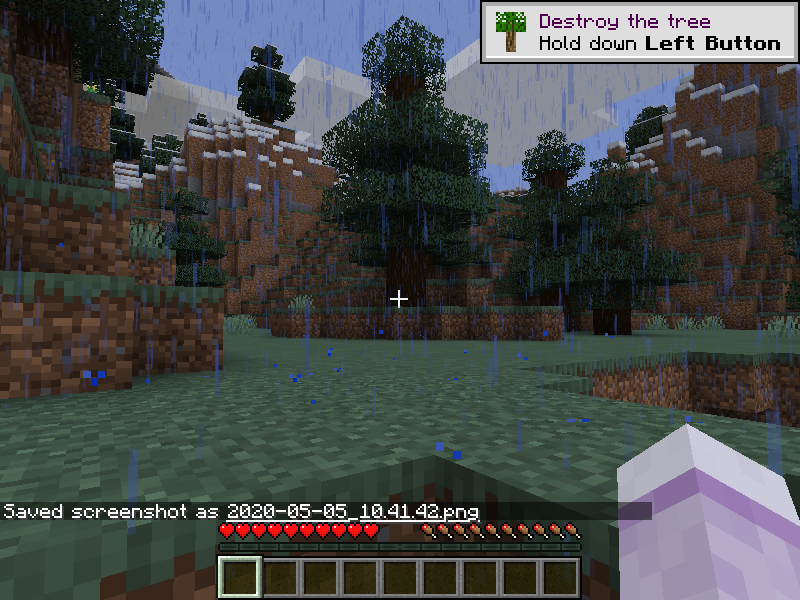 Destroy the tree
Hold down Left Button
Saved screenshot as 2020-05-05_10.41.42.png